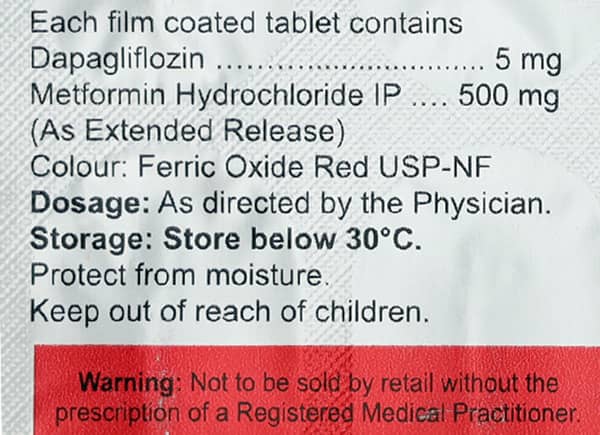 Each film coated tablet contains
Dapagliflozin ................................ 5 mg
Metformin Hydrochloride IP .... 500 mg
(As Extended Release)
Colour: Ferric Oxide Red USP-NF
Dosage: As directed by the Physician.
Storage: Store below 30°C.
Protect from moisture.
Keep out of reach of children.
Warning: Not to be sold by retail without the
prescription of a Registered Medical Practitioner.